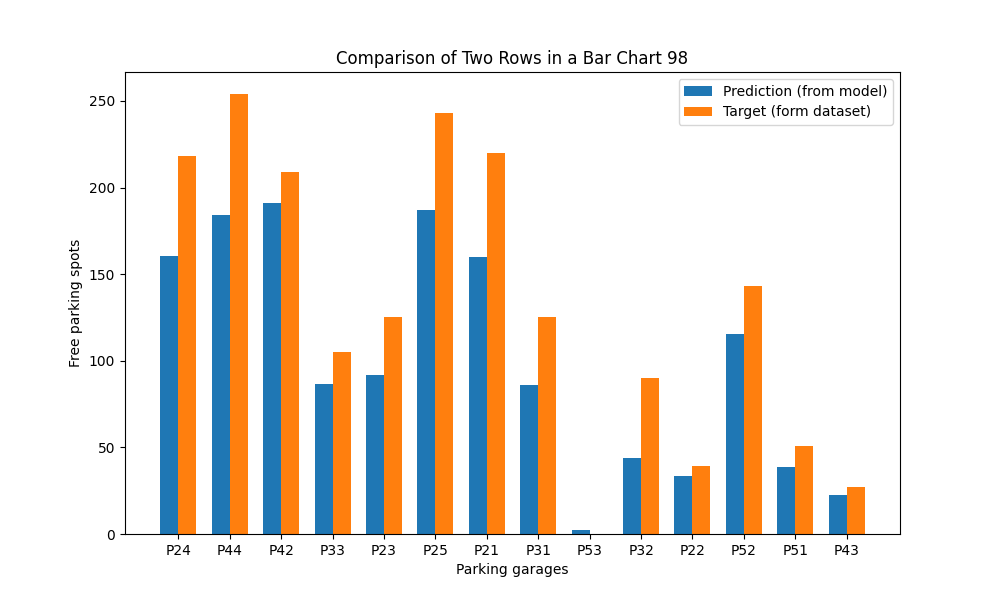 Comparison of Two Rows in a Bar Chart 98
Prediction (from model)
Target (form dataset)
Free parking spots
250
200
150
100
50
0
P24 P44 P42 P33 P23 P25 P21 P31 P53 P32 P22 P52 P51 P43
Parking garages